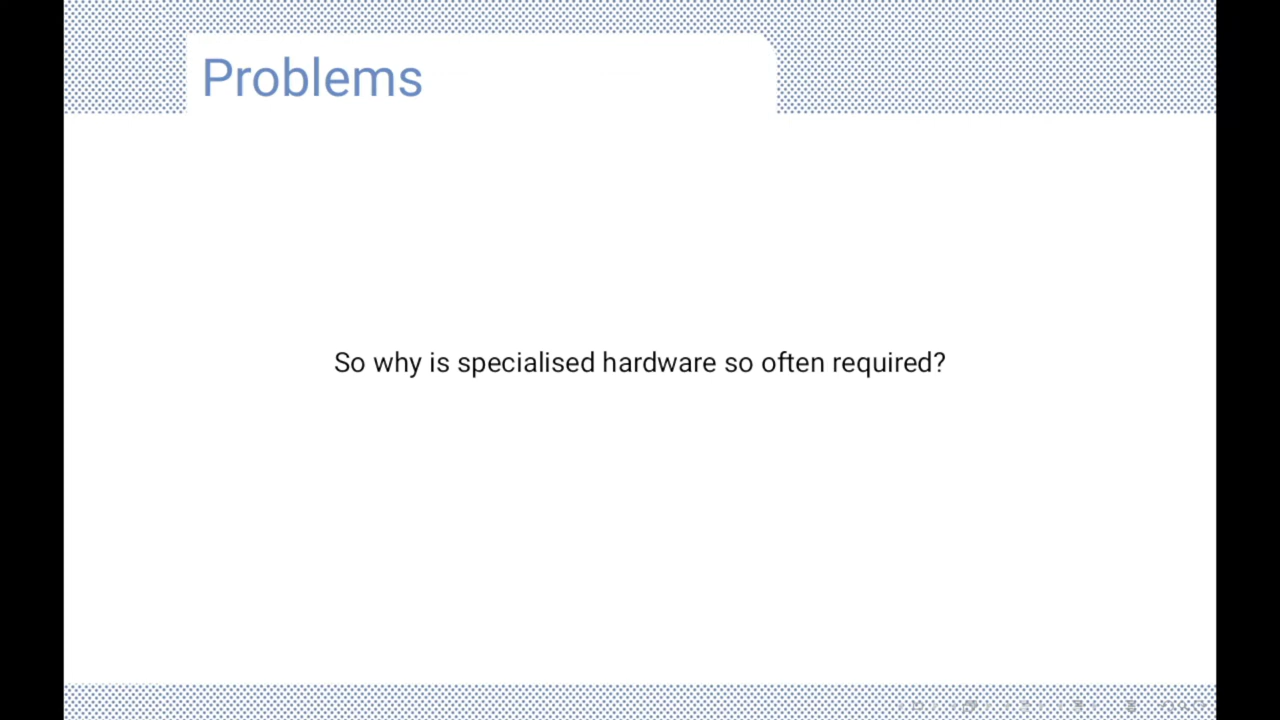 Problems
So why is specialised hardware so often required?